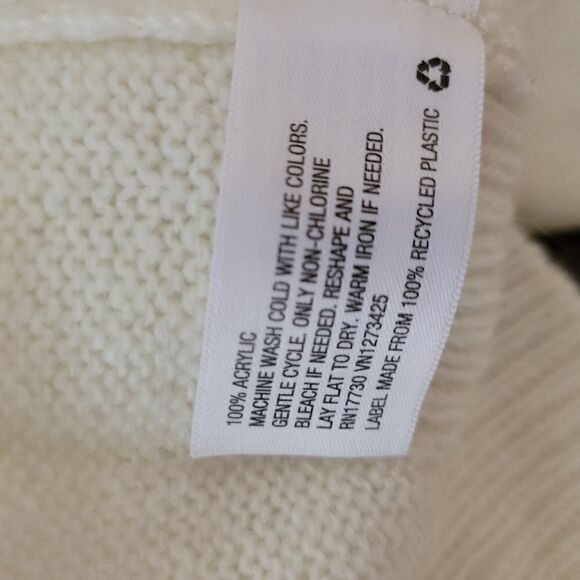 100% ACRYLIC
MACHINE WASH COLD WITH LIKE COLORS.
GENTLE CYCLE. ONLY NON-CHLORINE
BLEACH IF NEEDED. RESHAPE AND
LAY FLAT TO DRY. WARM IRON IF NEEDED.
RN17730 VN1273425
LABEL MADE FROM 100% RECYCLED PLASTIC